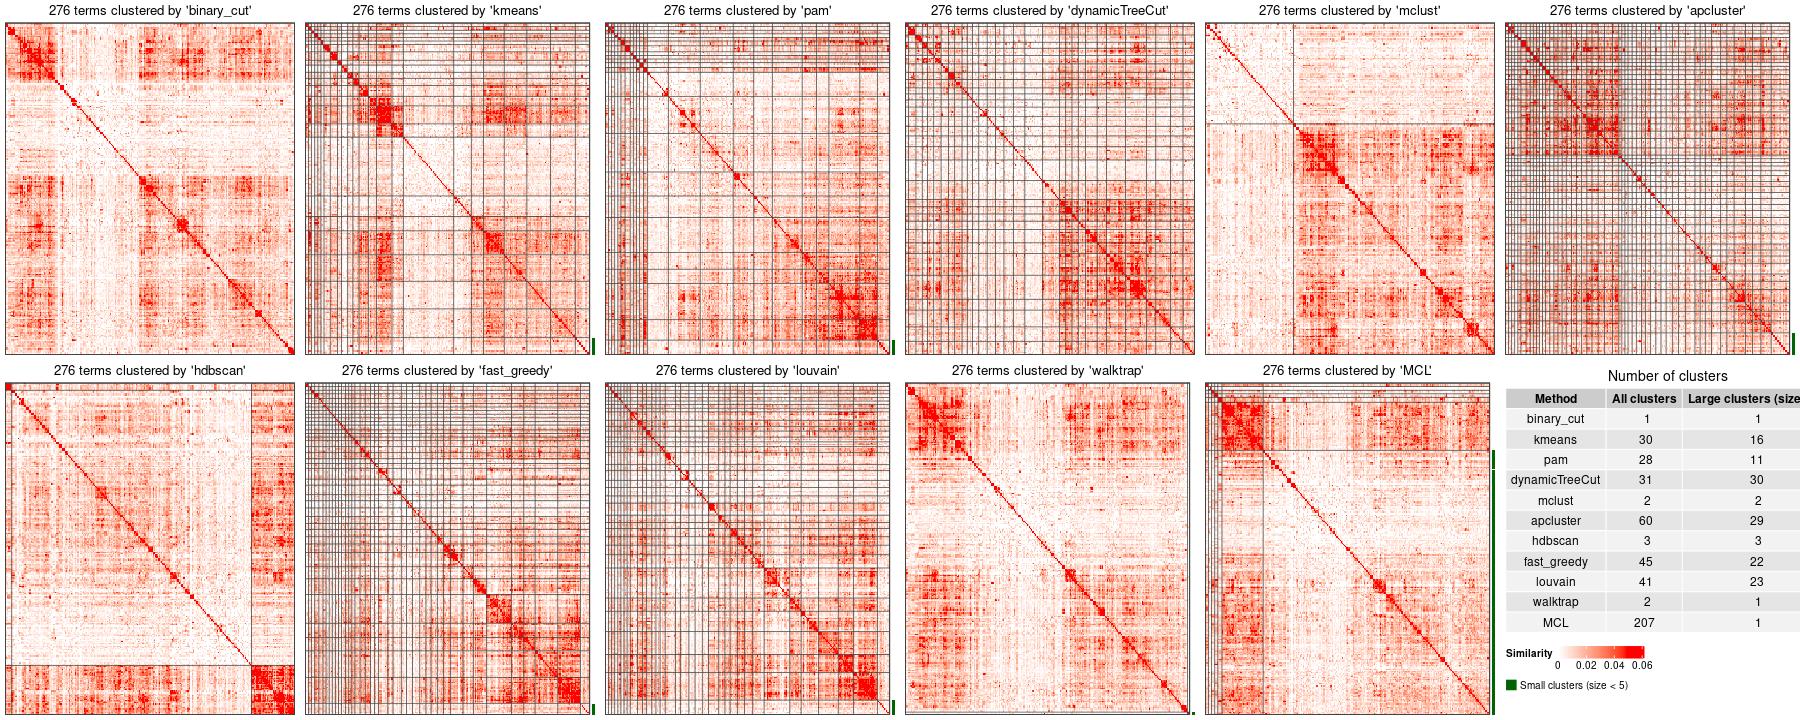 276 terms clustered by 'binary_cut'
276 terms clustered by 'kmeans'
276 terms clustered by 'pam'
276 terms clustered by 'dynamicTreeCut'
276 terms clustered by 'mclust'
276 terms clustered by 'apcluster'
276 terms clustered by 'hdbscan'
276 terms clustered by 'fast_greedy'
276 terms clustered by 'louvain'
276 terms clustered by 'walktrap'
276 terms clustered by 'MCL'
Number of clusters
Method All clusters Large clusters (size
binary_cut 1 1
kmeans 30 16
pam 28 11
dynamicTreeCut 31 30
mclust 2 2
apcluster 60 29
hdbscan 3 3
fast_greedy 45 22
louvain 41 23
walktrap 2 1
MCL 207 1
Similarity
0 0.02 0.04 0.06
Small clusters (size < 5)